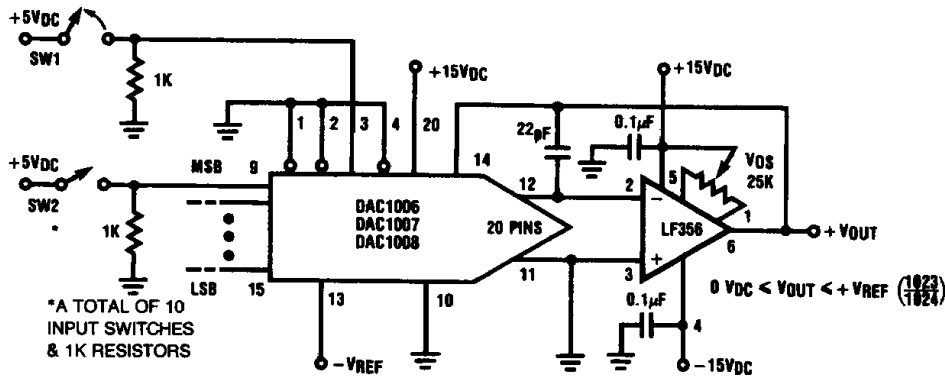 +5VDC
SW1
1K
+15VDC
+15VDC
1
2
3
4
20
14
22pF
0.1µF
VOS
25K
+5VDC
SW2
*
1K
MSB
9
DAC1006
DAC1007
DAC1008
20 PINS
12
11
2
5
1
−
LF356
+
3
6
+VOUT
LSB
15
13
10
0.1µF
4
0 VDC ≤ VOUT ≤ +VREF (1023/1024)
*A TOTAL OF 10
INPUT SWITCHES
& 1K RESISTORS
−VREF
−15VDC